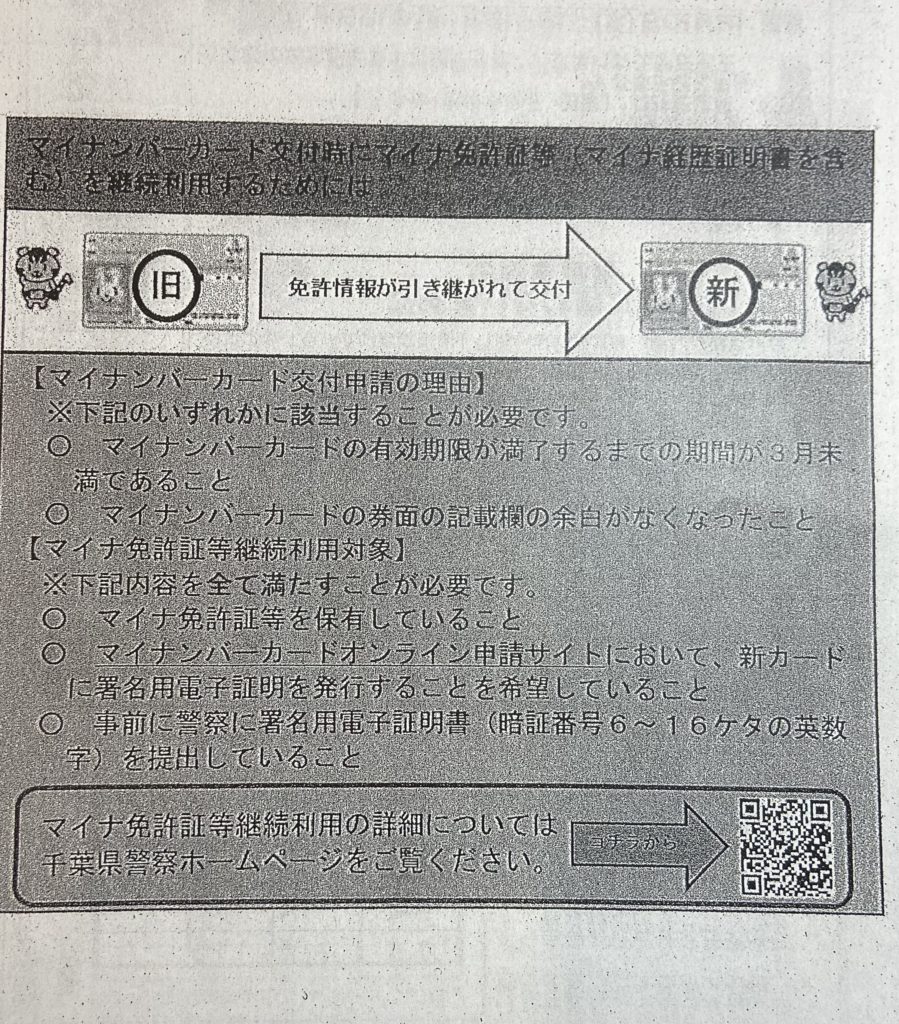 マイナンバーカード交付時にマイナ免許証等（マイナ経歴証明書を含
む）を継続利用するためには
旧
免許情報が引き継がれて交付
新
【マイナンバーカード交付申請の理由】
※下記のいずれかに該当することが必要です。
○　マイナンバーカードの有効期限が満了するまでの期間が３月未
満であること
○　マイナンバーカードの券面の記載欄の余白がなくなったこと
【マイナ免許証等継続利用対象】
※下記内容を全て満たすことが必要です。
○　マイナ免許証等を保有していること
○　マイナンバーカードオンライン申請サイトにおいて、新カード
に署名用電子証明を発行することを希望していること
○　事前に警察に署名用電子証明書（暗証番号６～１６ケタの英数
字）を提出していること
マイナ免許証等継続利用の詳細については
千葉県警察ホームページをご覧ください。
コチラから